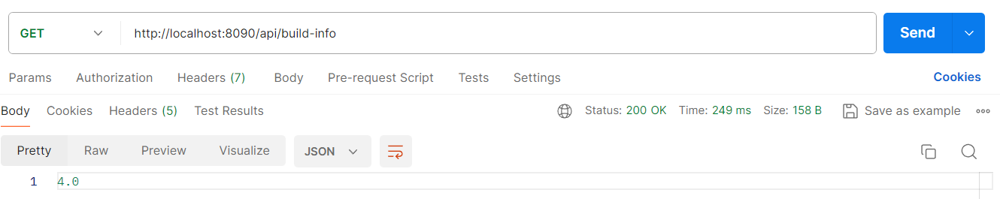 GET http://localhost:8090/api/build-info Send
Params Authorization Headers (7) Body Pre-request Script Tests Settings Cookies
Body Cookies Headers (5) Test Results Status: 200 OK Time: 249 ms Size: 158 B Save as example
Pretty Raw Preview Visualize JSON
1 4.0